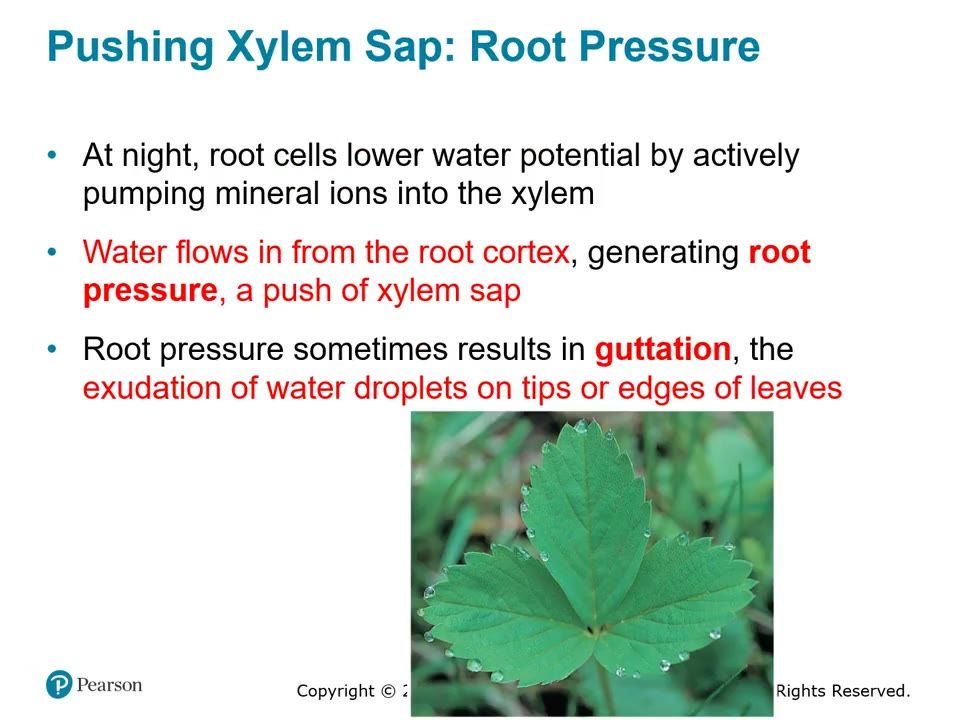 Pushing Xylem Sap: Root Pressure
• At night, root cells lower water potential by actively
pumping mineral ions into the xylem
• Water flows in from the root cortex, generating root
pressure, a push of xylem sap
• Root pressure sometimes results in guttation, the
exudation of water droplets on tips or edges of leaves
Pearson
Copyright © Rights Reserved.